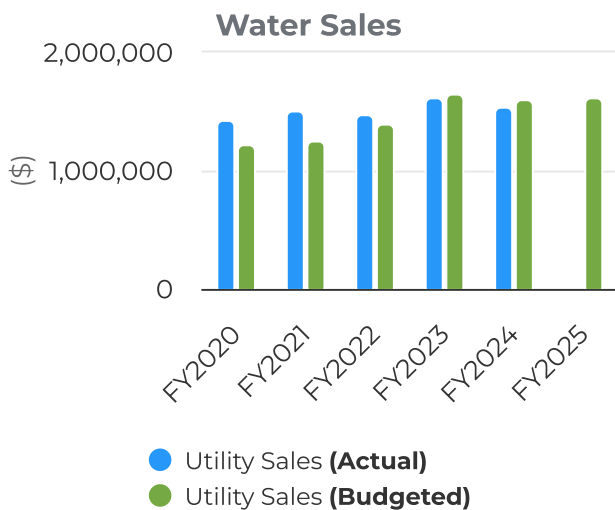 Water Sales
2,000,000
($)
1,000,000
0
FY2020
FY2021
FY2022
FY2023
FY2024
FY2025
Utility Sales (Actual)
Utility Sales (Budgeted)